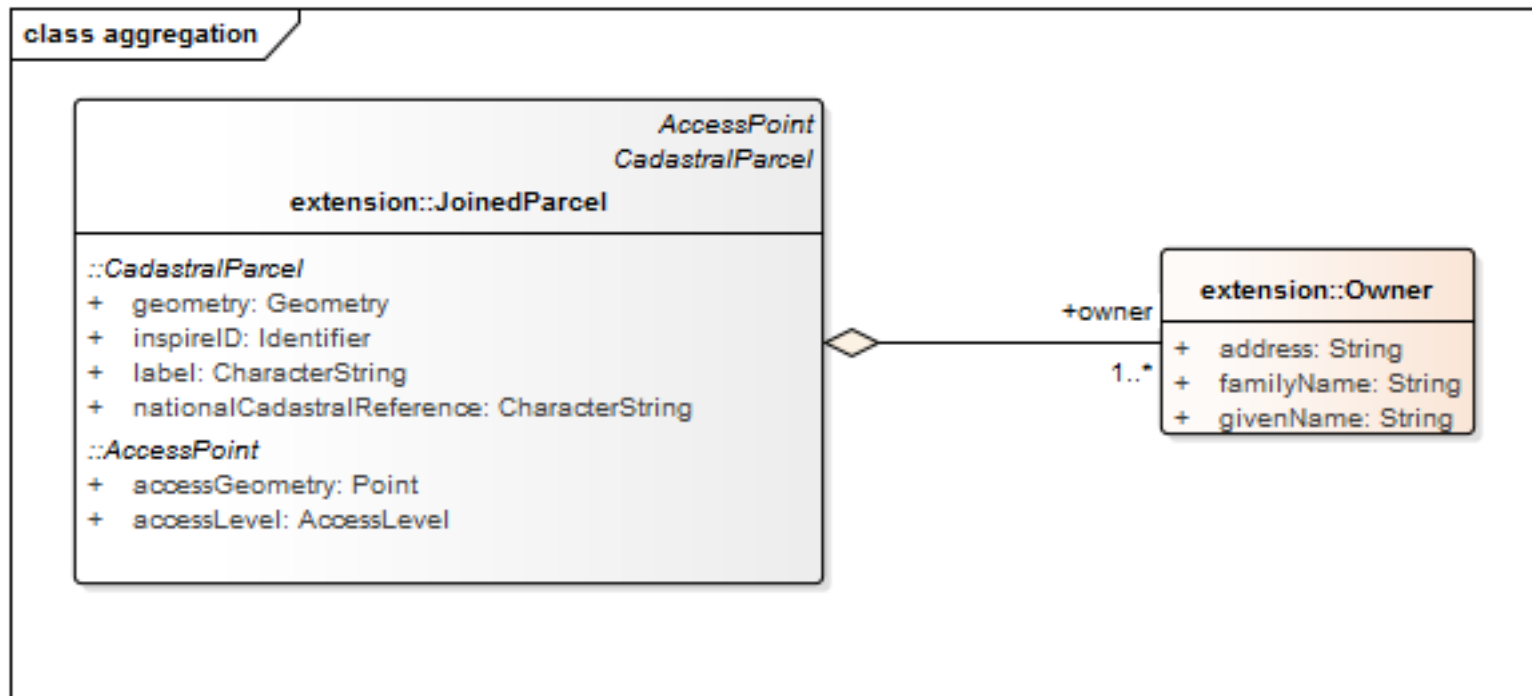 class aggregation
AccessPoint
CadastralParcel
extension::JoinedParcel
::CadastralParcel
+ geometry: Geometry
+ inspireID: Identifier
+ label: CharacterString
+ nationalCadastralReference: CharacterString
::AccessPoint
+ accessGeometry: Point
+ accessLevel: AccessLevel
+owner
1..*
extension::Owner
+ address: String
+ familyName: String
+ givenName: String